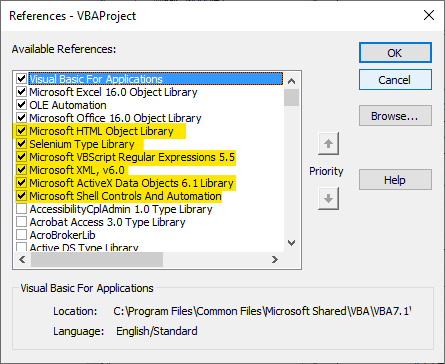 References - VBAProject
Available References:
Visual Basic For Applications
Microsoft Excel 16.0 Object Library
OLE Automation
Microsoft Office 16.0 Object Library
Microsoft HTML Object Library
Selenium Type Library
Microsoft VBScript Regular Expressions 5.5
Microsoft XML, v6.0
Microsoft ActiveX Data Objects 6.1 Library
Microsoft Shell Controls And Automation
AccessibilityCplAdmin 1.0 Type Library
Acrobat Access 3.0 Type Library
AcroBrokerLib
Active DS Type Library
OK
Cancel
Browse...
Priority
Help
Visual Basic For Applications
Location: C:\Program Files\Common Files\Microsoft Shared\VBA\VBA7.1\
Language: English/Standard